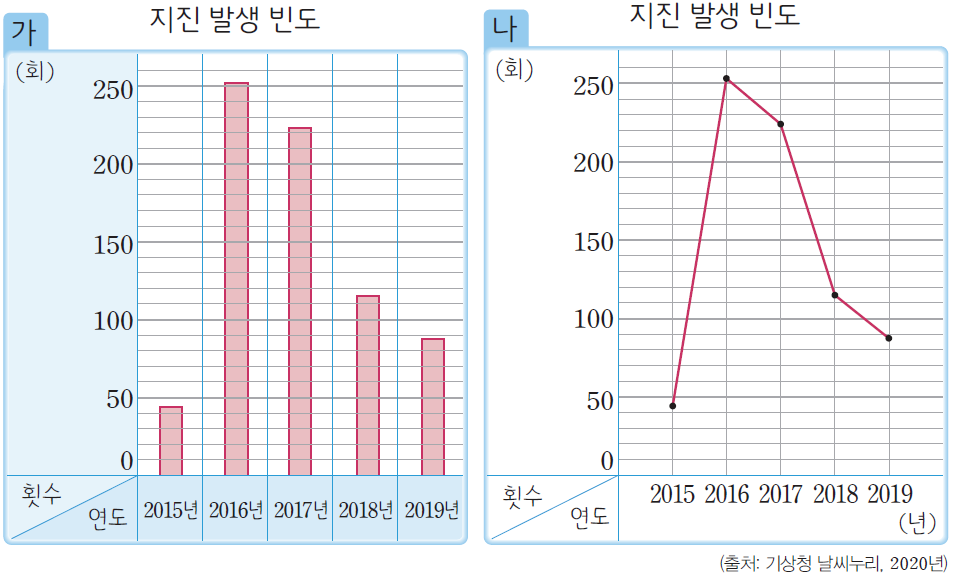 가
지진 발생 빈도
(회)
250
200
150
100
50
0
횟수
연도
2015년 2016년 2017년 2018년 2019년
나
지진 발생 빈도
(회)
250
200
150
100
50
0
횟수
연도
2015 2016 2017 2018 2019
(년)
(출처: 기상청 날씨누리, 2020년)